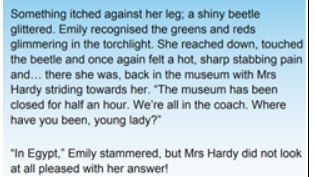 Something itched against her leg; a shiny beetle
glittered. Emily recognised the greens and reds
glimmering in the torchlight. She reached down, touched
the beetle and once again felt a hot, sharp stabbing pain
and… there she was, back in the museum with Mrs
Hardy striding towards her. “The museum has been
closed for half an hour. We’re all in the coach. Where
have you been, young lady?”
“In Egypt,” Emily stammered, but Mrs Hardy did not look
at all pleased with her answer!